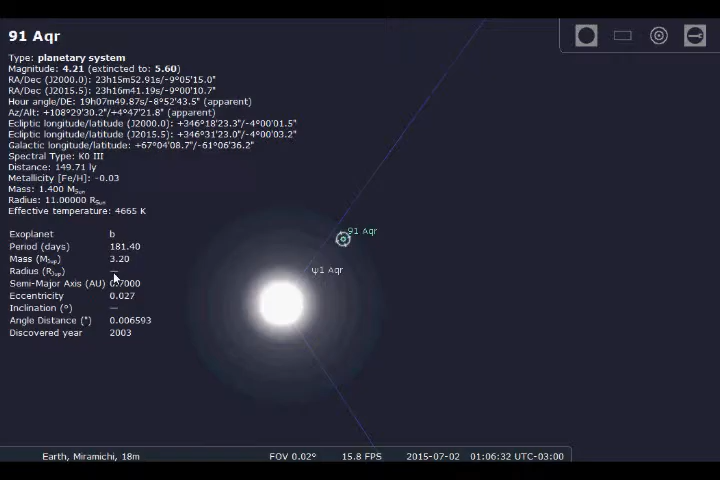 91 Aqr
Type: planetary system
Magnitude: 4.21 (extincted to: 5.60)
RA/Dec (J2000.0): 23h15m52.91s/-9°05'15.0"
RA/Dec (J2015.5): 23h16m41.19s/-9°00'10.7"
Hour angle/DE: 19h07m49.87s/-8°52'43.5" (apparent)
Az/Alt: +108°29'30.2"/+4°47'21.8" (apparent)
Ecliptic longitude/latitude (J2000.0): +346°18'23.3"/-4°00'01.5"
Ecliptic longitude/latitude (J2015.5): +346°31'23.0"/-4°00'03.2"
Galactic longitude/latitude: +67°04'08.7"/-61°06'36.2"
Spectral Type: K0 III
Distance: 149.71 ly
Metallicity [Fe/H]: -0.03
Mass: 1.400 MSun
Radius: 11.00000 RSun
Effective temperature: 4665 K
Exoplanet b
Period (days) 181.40
Mass (MJup) 3.20
Radius (RJup) —
Semi-Major Axis (AU) 0.7000
Eccentricity 0.027
Inclination (°) —
Angle Distance (") 0.006593
Discovered year 2003
91 Aqr
ψ1 Aqr
Earth, Miramichi, 18m FOV 0.02° 15.8 FPS 2015-07-02 01:06:32 UTC-03:00